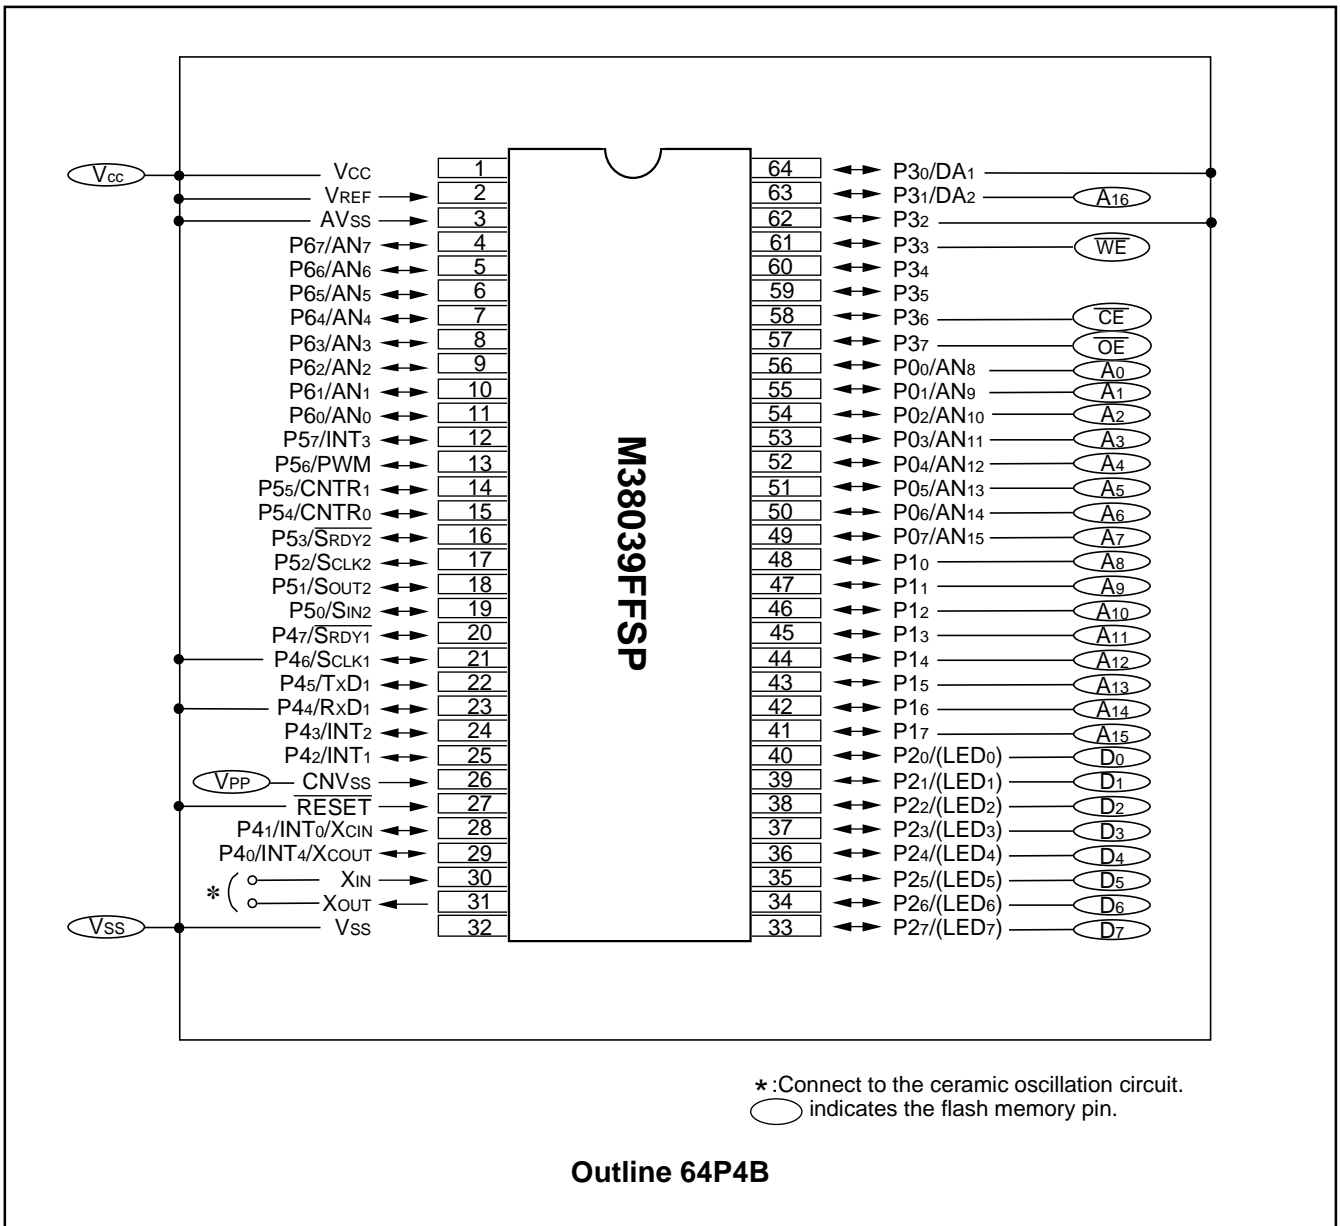 Vcc VCC 1 64 P30/DA1
VREF 2 63 P31/DA2 A16
AVSS 3 62 P32
P67/AN7 4 61 P33 WE
P66/AN6 5 60 P34
P65/AN5 6 59 P35
P64/AN4 7 58 P36 CE
P63/AN3 8 57 P37 OE
P62/AN2 9 56 P00/AN8 A0
P61/AN1 10 55 P01/AN9 A1
P60/AN0 11 54 P02/AN10 A2
P57/INT3 12 53 P03/AN11 A3
P56/PWM 13 52 P04/AN12 A4
P55/CNTR1 14 51 P05/AN13 A5
P54/CNTR0 15 50 P06/AN14 A6
P53/SRDY2 16 49 P07/AN15 A7
P52/SCLK2 17 48 P10 A8
P51/SOUT2 18 47 P11 A9
P50/SIN2 19 46 P12 A10
P47/SRDY1 20 45 P13 A11
P46/SCLK1 21 44 P14 A12
P45/TXD1 22 43 P15 A13
P44/RXD1 23 42 P16 A14
P43/INT2 24 41 P17 A15
P42/INT1 25 40 P20/(LED0) D0
VPP CNVSS 26 39 P21/(LED1) D1
RESET 27 38 P22/(LED2) D2
P41/INT0/XCIN 28 37 P23/(LED3) D3
P40/INT4/XCOUT 29 36 P24/(LED4) D4
* XIN 30 35 P25/(LED5) D5
XOUT 31 34 P26/(LED6) D6
VSS VSS 32 33 P27/(LED7) D7
M38039FFSP
* :Connect to the ceramic oscillation circuit.
indicates the flash memory pin.
Outline 64P4B